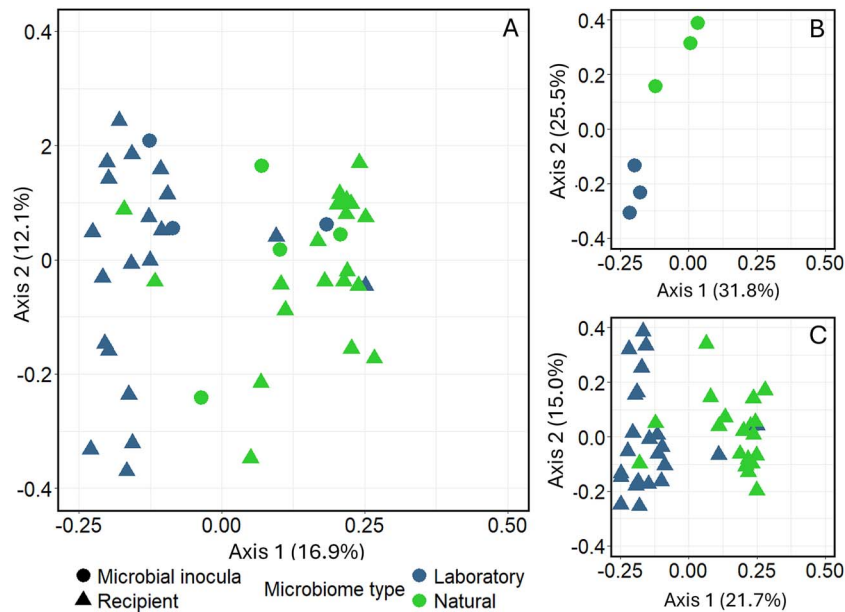 A
0.4
2
0
-0.2
-0.4
Axis 2 (12.1%)
-0.25
0.00
0.25
0.50
Axis 1 (16.9%)
B
0.4
0.2
0.0
-0.2
-0.4
Axis 2 (25.5%)
-0.25
0.00
0.25
0.50
Axis 1 (31.8%)
C
0.4
0.2
0.0
-0.2
-0.4
Axis 2 (15.0%)
-0.25
0.00
0.25
0.50
Axis 1 (21.7%)
Microbial inocula
Recipient
Microbiome type
Laboratory
Natural